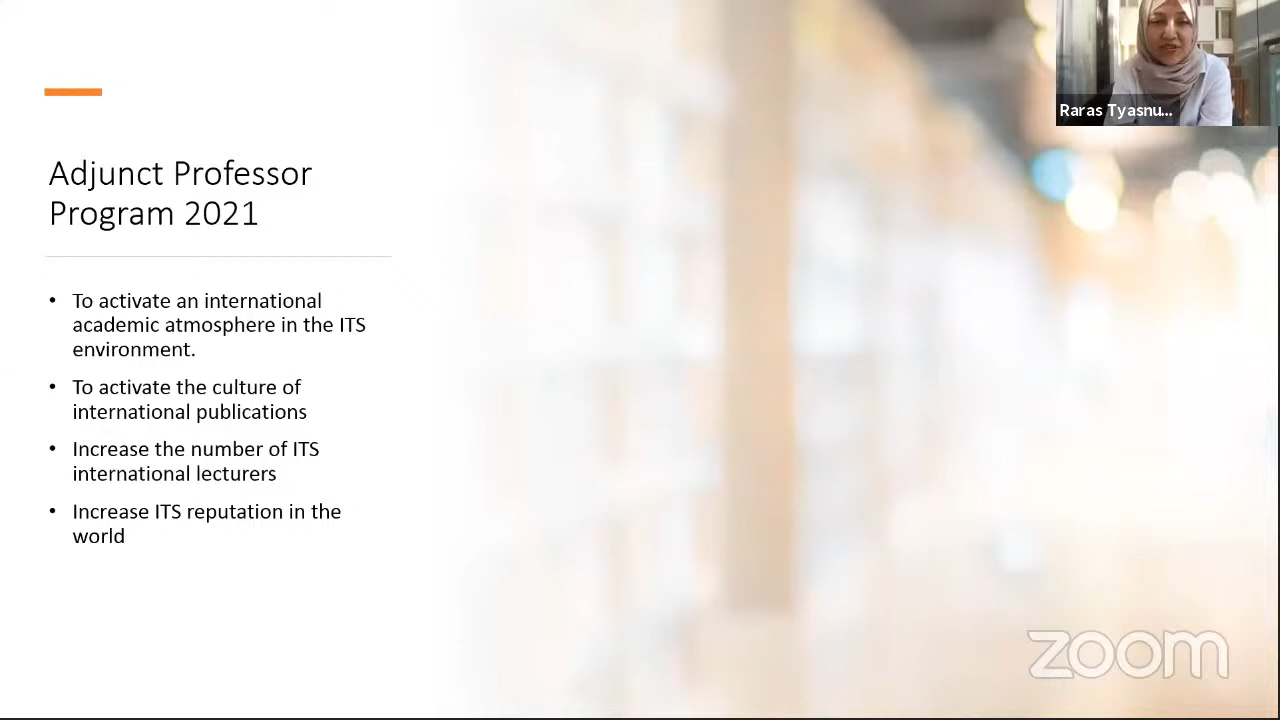 Raras Tyasnu...
Adjunct Professor
Program 2021
• To activate an international
academic atmosphere in the ITS
environment.
• To activate the culture of
international publications
• Increase the number of ITS
international lecturers
• Increase ITS reputation in the
world
zoom